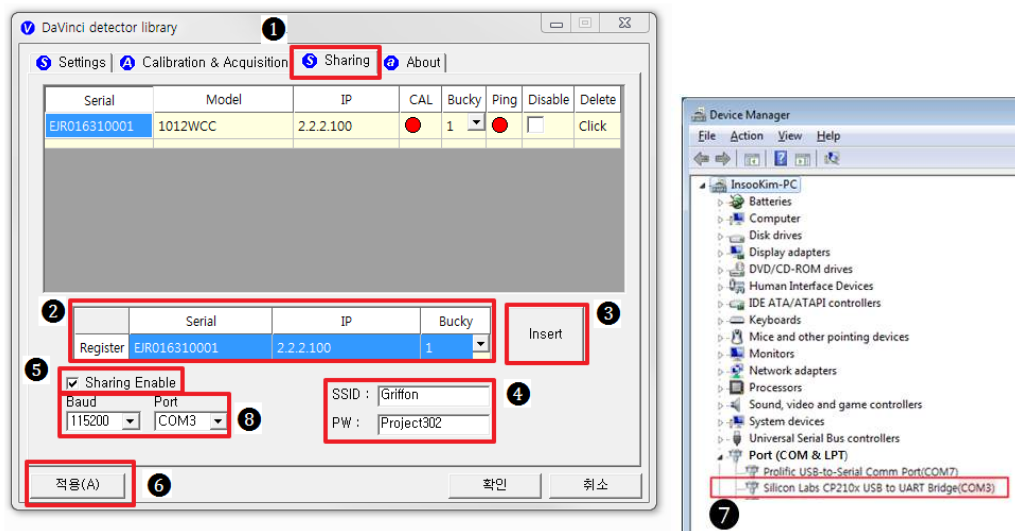 DaVinci detector library
1
Settings
Calibration & Acquisition
Sharing
About
Serial Model IP CAL Bucky Ping Disable Delete
EJR016310001 1012WCC 2.2.2.100 1 Click
2
Serial IP Bucky
Register EJR016310001 2.2.2.100 1
Insert
3
5
Sharing Enable
Baud Port
115200 COM3
8
SSID : Griffon
PW : Project302
4
적용(A)
6
확인
취소
Device Manager
File Action View Help
InsooKim-PC
Batteries
Computer
Disk drives
Display adapters
DVD/CD-ROM drives
Human Interface Devices
IDE ATA/ATAPI controllers
Keyboards
Mice and other pointing devices
Monitors
Network adapters
Processors
Sound, video and game controllers
System devices
Universal Serial Bus controllers
Port (COM & LPT)
Prolific USB-to-Serial Comm Port(COM7)
Silicon Labs CP210x USB to UART Bridge(COM3)
7